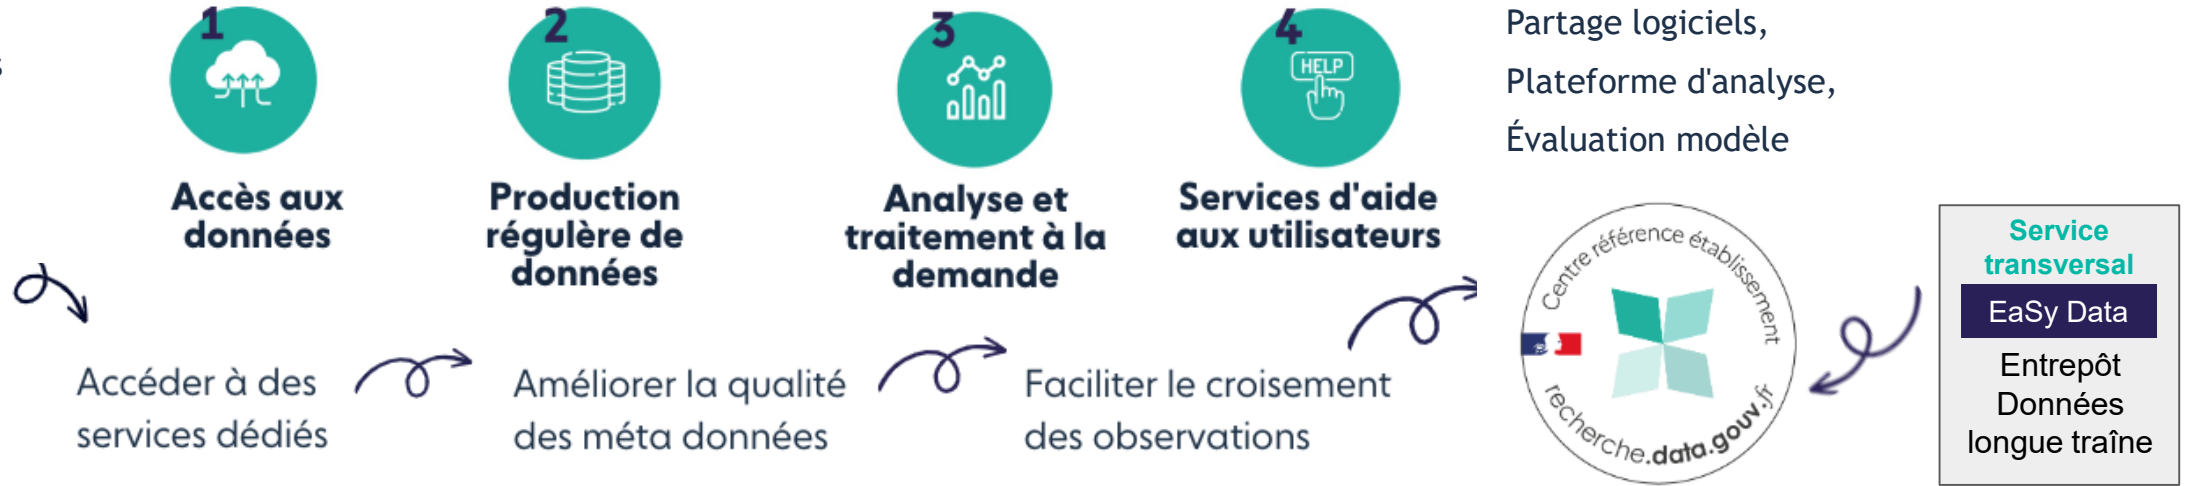 1
2
3
4
HELP
Partage logiciels,
Plateforme d'analyse,
Évaluation modèle
s
Accès aux
données
Production
régulère de
données
Analyse et
traitement à la
demande
Services d'aide
aux utilisateurs
Accéder à des
services dédiés
Améliorer la qualité
des méta données
Faciliter le croisement
des observations
Centre référence établissement
recherche.data.gouv.fr
Service
transversal
EaSy Data
Entrepôt
Données
longue traîne